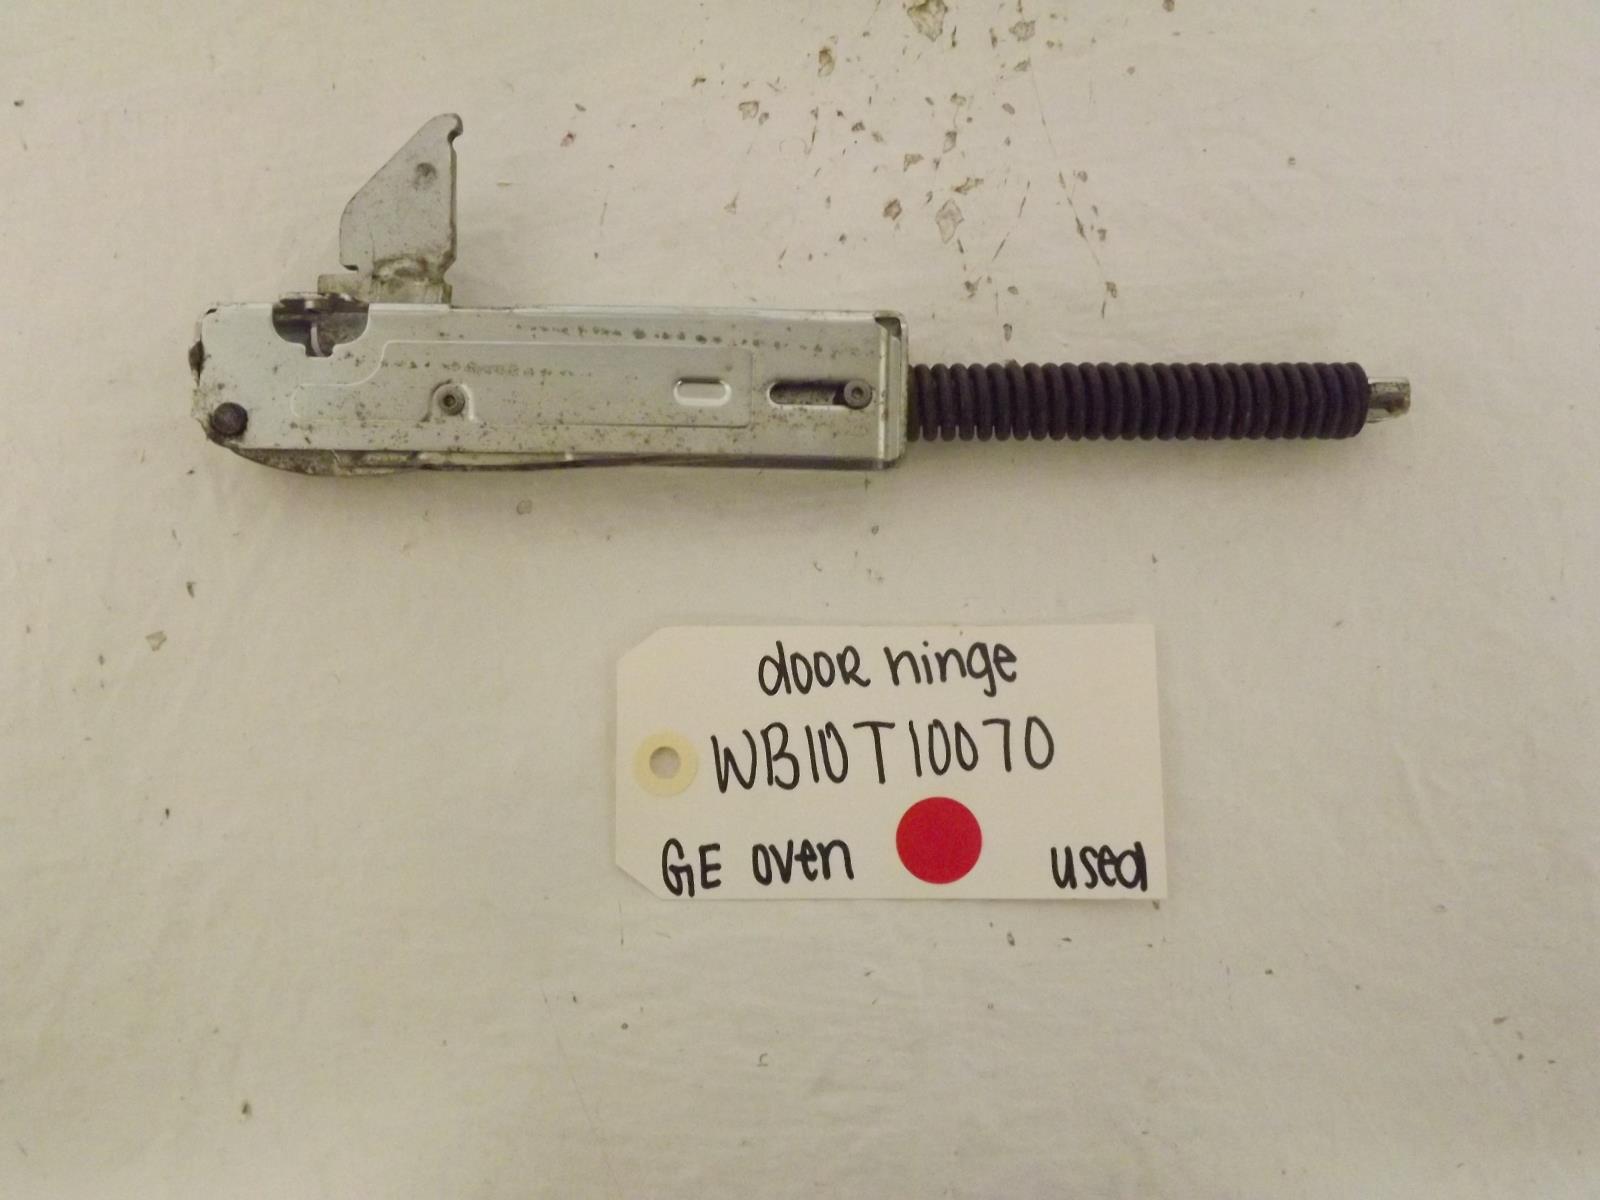 door hinge
WB10T10070
GE oven used